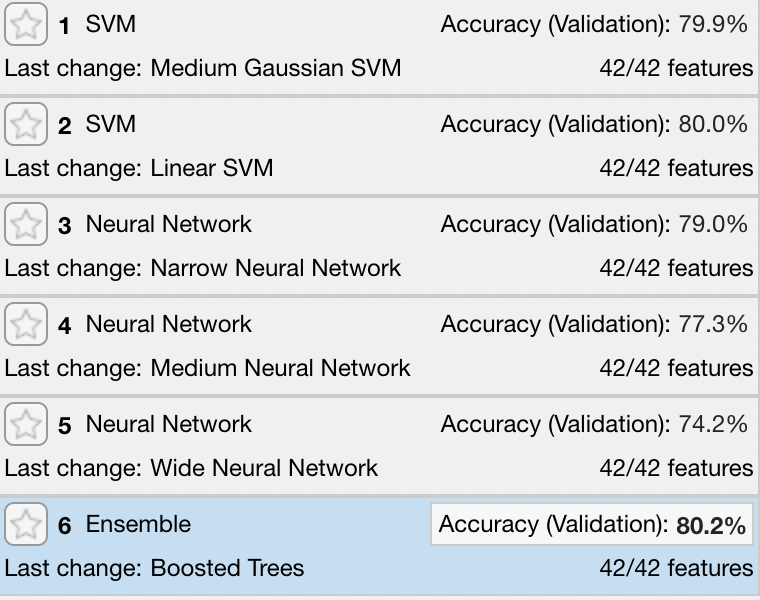 1 SVM Accuracy (Validation): 79.9%
Last change: Medium Gaussian SVM 42/42 features
2 SVM Accuracy (Validation): 80.0%
Last change: Linear SVM 42/42 features
3 Neural Network Accuracy (Validation): 79.0%
Last change: Narrow Neural Network 42/42 features
4 Neural Network Accuracy (Validation): 77.3%
Last change: Medium Neural Network 42/42 features
5 Neural Network Accuracy (Validation): 74.2%
Last change: Wide Neural Network 42/42 features
6 Ensemble Accuracy (Validation): 80.2%
Last change: Boosted Trees 42/42 features